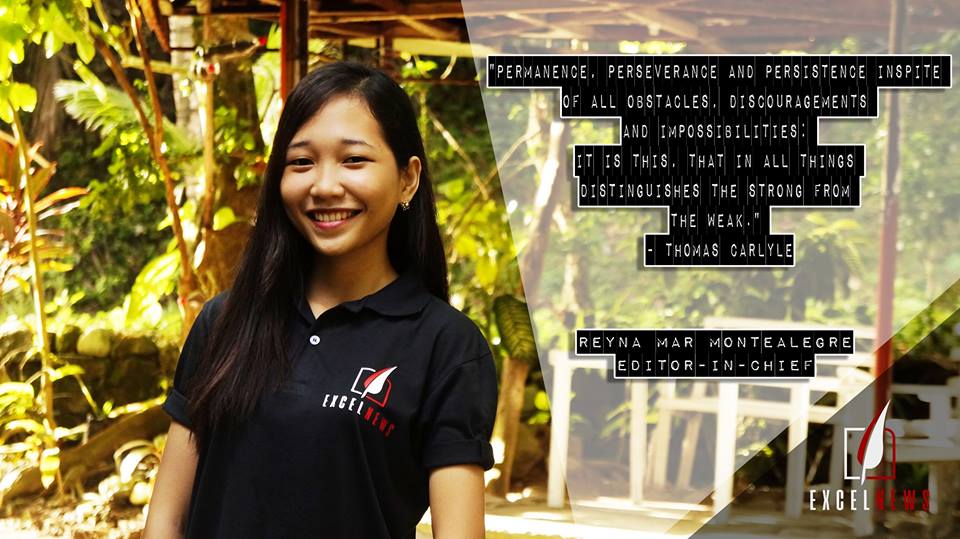 "PERMANENCE, PERSEVERANCE AND PERSISTENCE INSPITE
OF ALL OBSTACLES, DISCOURAGEMENTS
AND IMPOSSIBILITIES:
IT IS THIS, THAT IN ALL THINGS
DISTINGUISHES THE STRONG FROM
THE WEAK."
- THOMAS CARLYLE
REYNA MAR MONTEALEGRE
EDITOR-IN-CHIEF
EXCELNEWS
EXCELNEWS